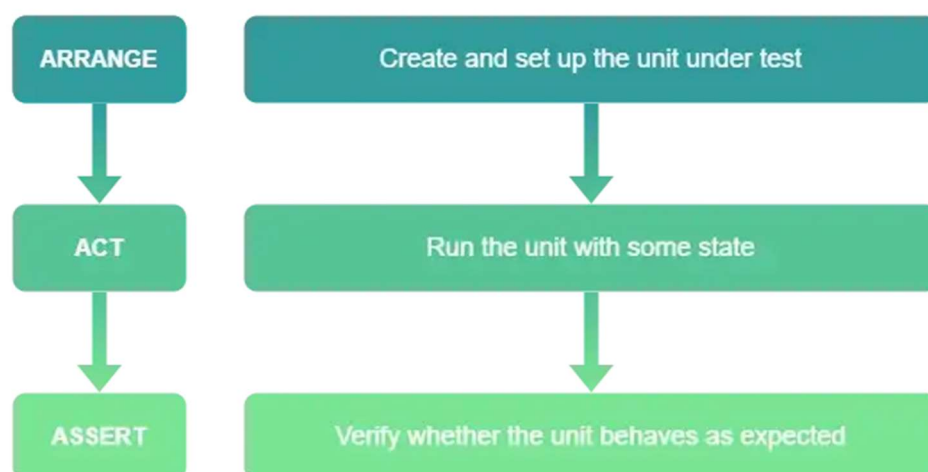 ARRANGE
Create and set up the unit under test
ACT
Run the unit with some state
ASSERT
Verify whether the unit behaves as expected